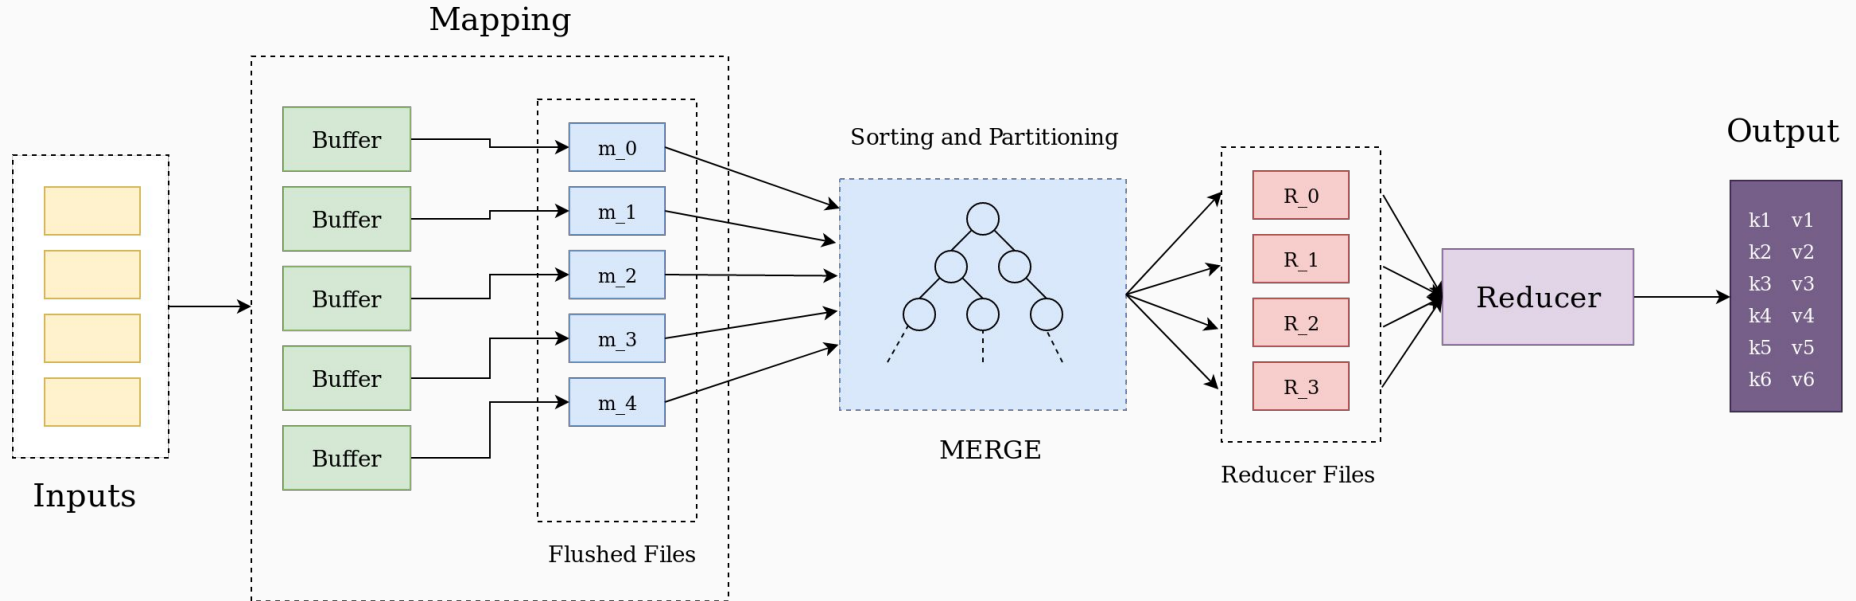 Mapping
Inputs
Buffer
Buffer
Buffer
Buffer
Buffer
m_0
m_1
m_2
m_3
m_4
Flushed Files
Sorting and Partitioning
MERGE
R_0
R_1
R_2
R_3
Reducer Files
Reducer
Output
k1 v1
k2 v2
k3 v3
k4 v4
k5 v5
k6 v6